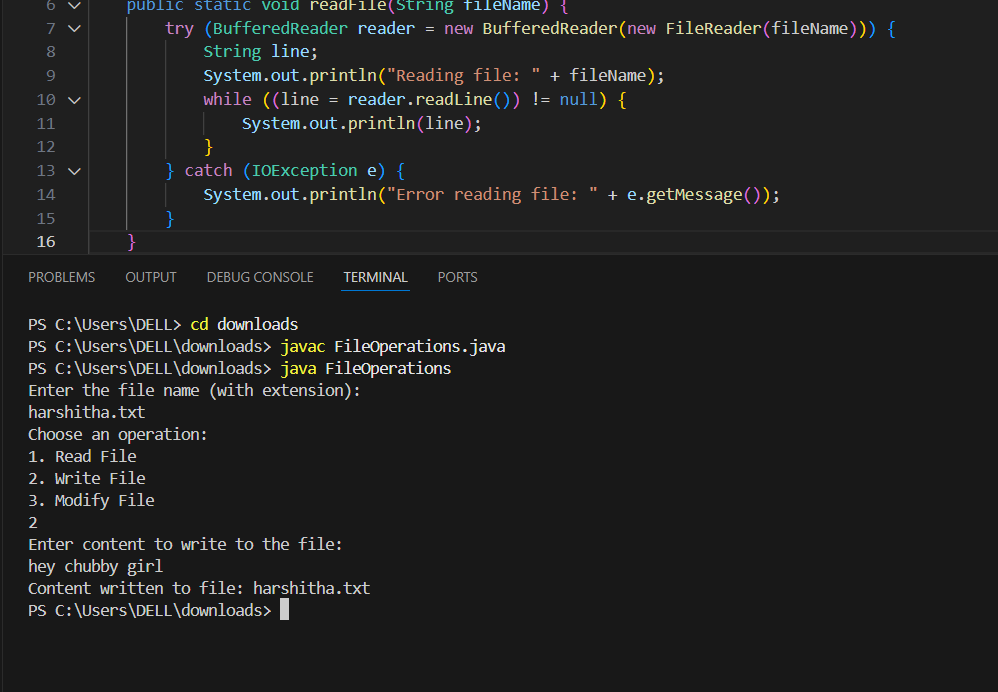 6 public static void readFile(String fileName) {
7 try (BufferedReader reader = new BufferedReader(new FileReader(fileName))) {
8 String line;
9 System.out.println("Reading file: " + fileName);
10 while ((line = reader.readLine()) != null) {
11 System.out.println(line);
12 }
13 } catch (IOException e) {
14 System.out.println("Error reading file: " + e.getMessage());
15 }
16 }
PROBLEMS OUTPUT DEBUG CONSOLE TERMINAL PORTS
PS C:\Users\DELL> cd downloads
PS C:\Users\DELL\downloads> javac FileOperations.java
PS C:\Users\DELL\downloads> java FileOperations
Enter the file name (with extension):
harshitha.txt
Choose an operation:
1. Read File
2. Write File
3. Modify File
2
Enter content to write to the file:
hey chubby girl
Content written to file: harshitha.txt
PS C:\Users\DELL\downloads>